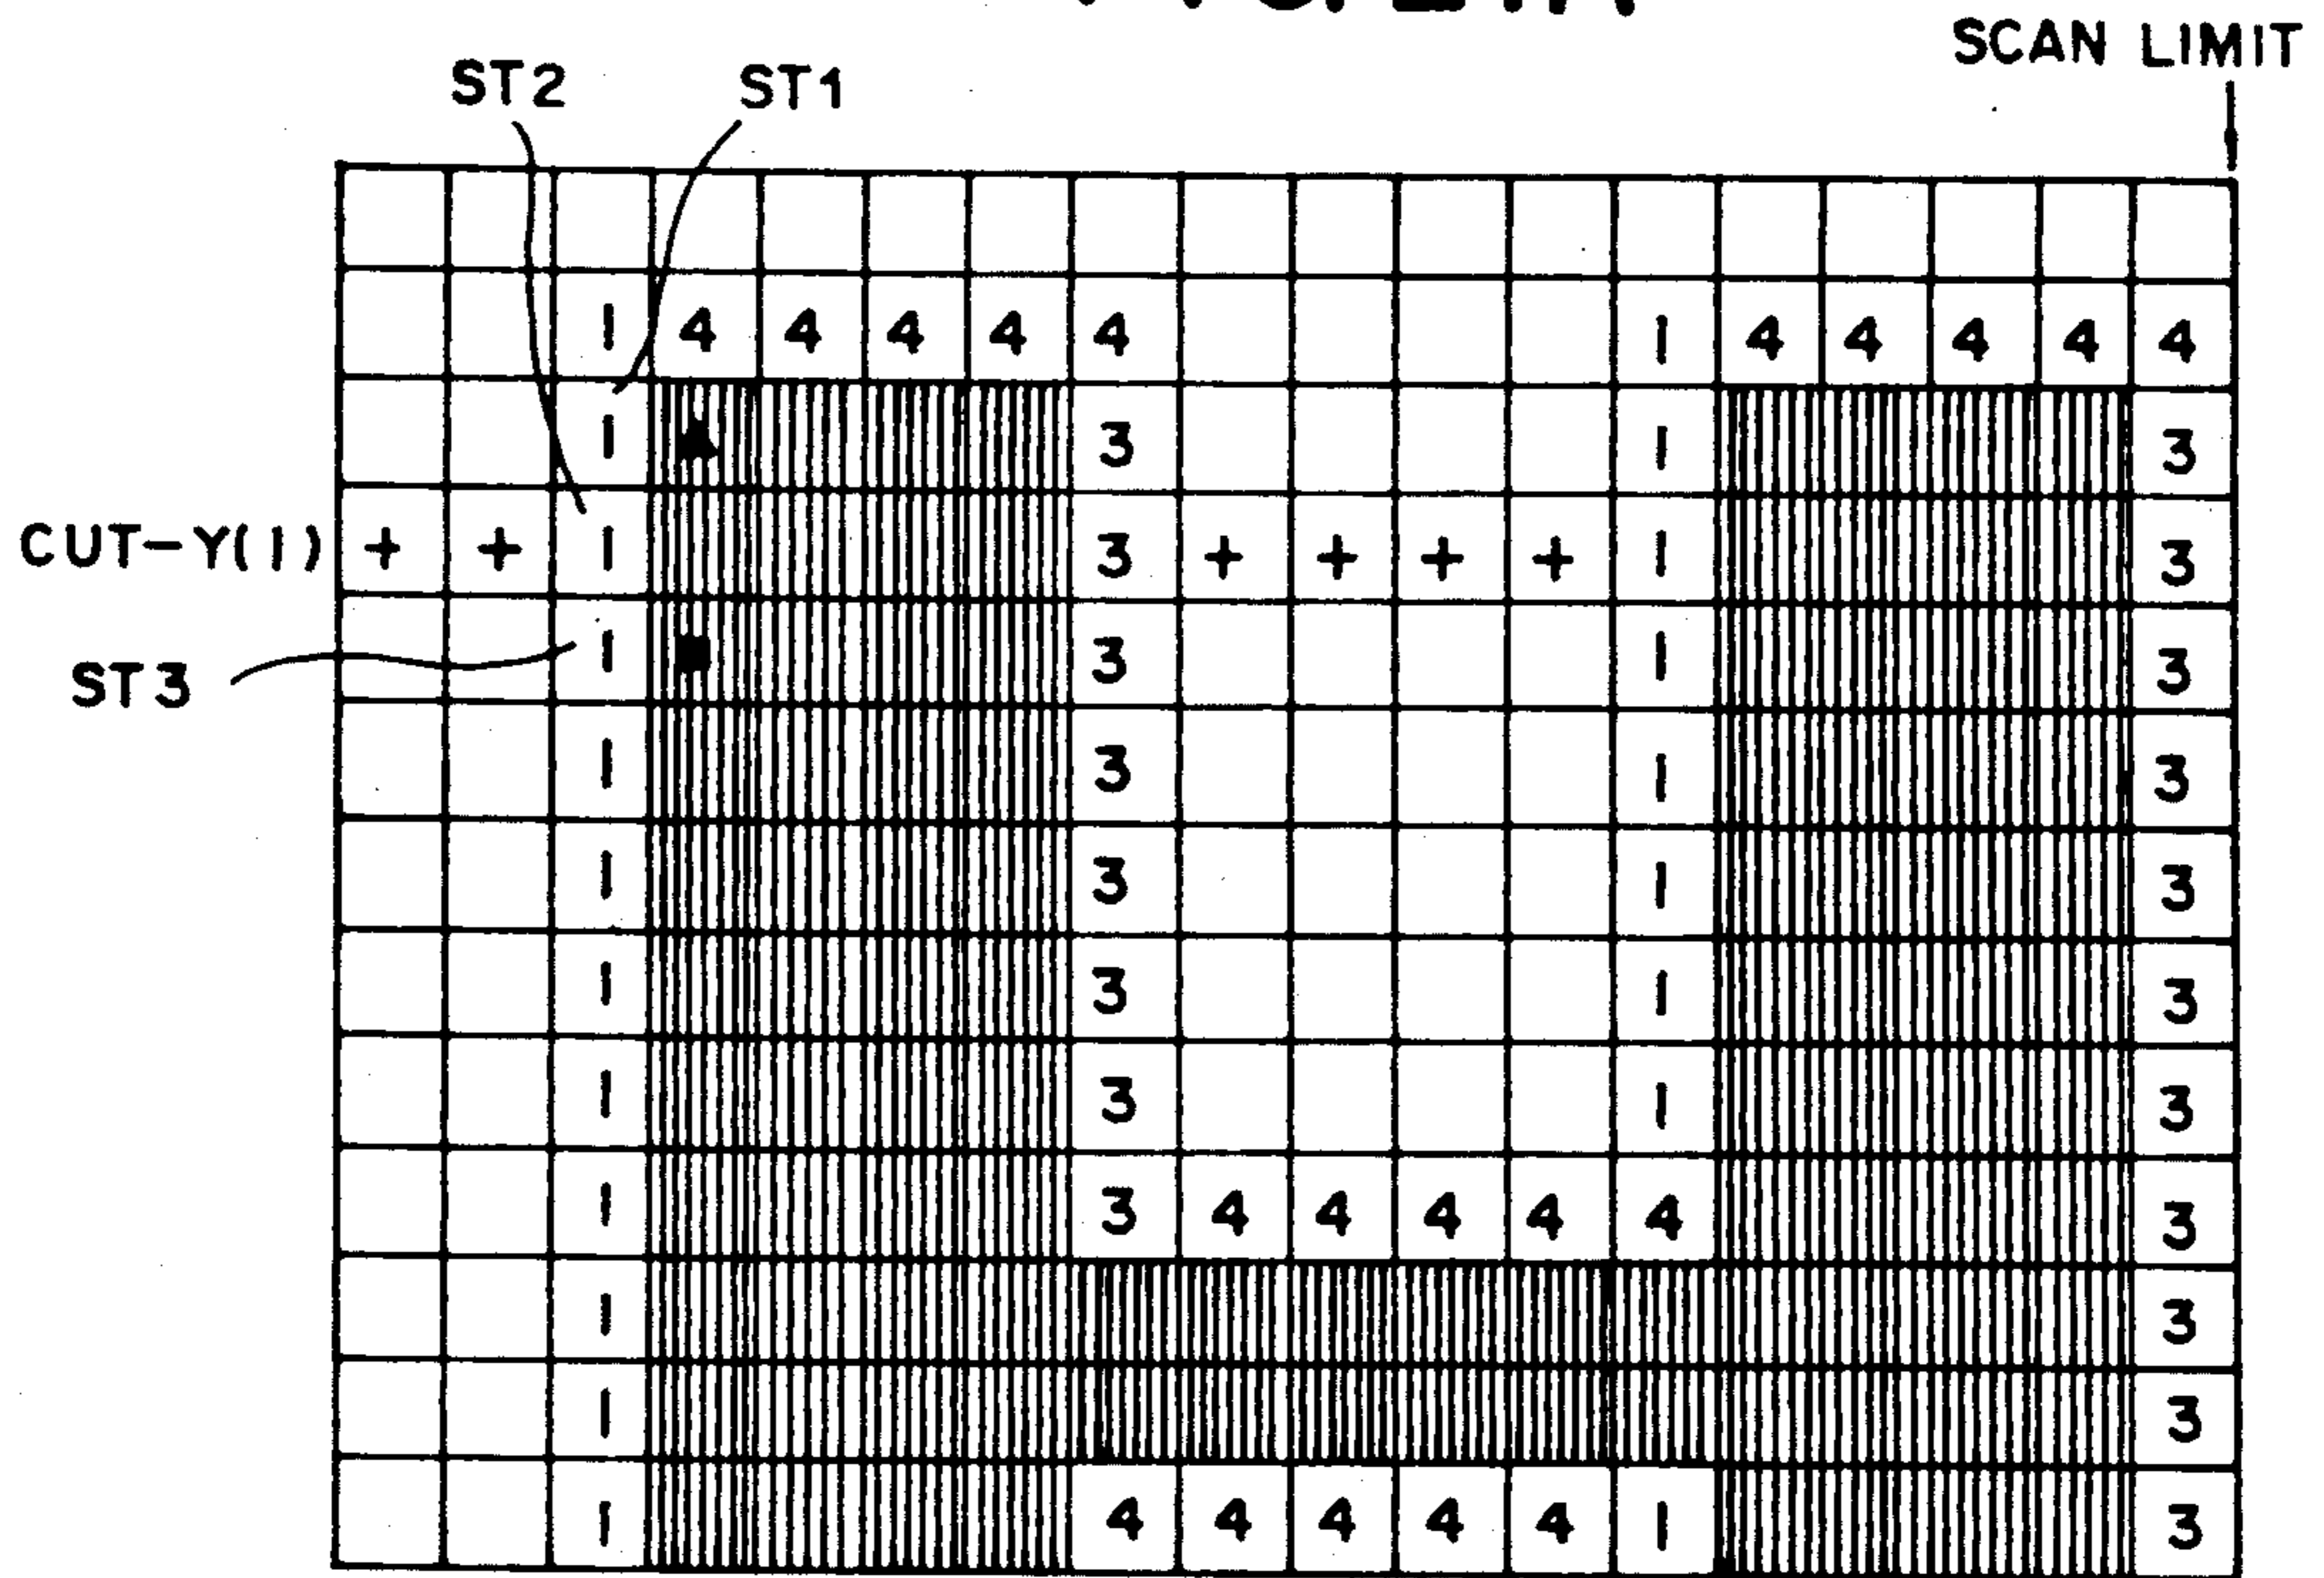 SCAN LIMIT
ST2 ST1
1 4 4 4 4 4 1 4 4 4 4 4
1 3 1 3
CUT-Y(1) + + 1 3 + + + + 1 3
ST3 1 3 1 3
1 3 1 3
1 3 1 3
1 3 1 3
1 3 1 3
1 3 4 4 4 4 4 3
1 3
1 3
1 4 4 4 4 4 1 3